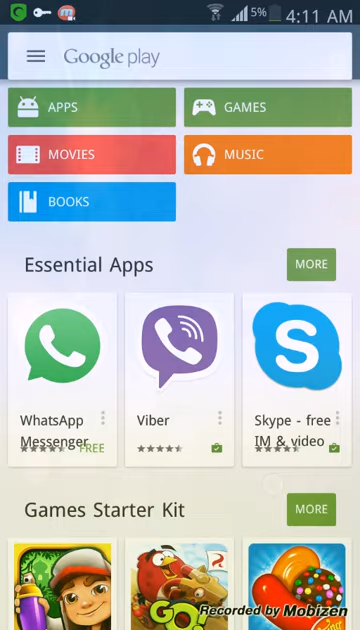 5% 4:11 AM
Google play
APPS
GAMES
MOVIES
MUSIC
BOOKS
Essential Apps
MORE
WhatsApp
Messenger
FREE
Viber
Skype - free
IM & video
Games Starter Kit
MORE
GO!
Recorded by Mobizen